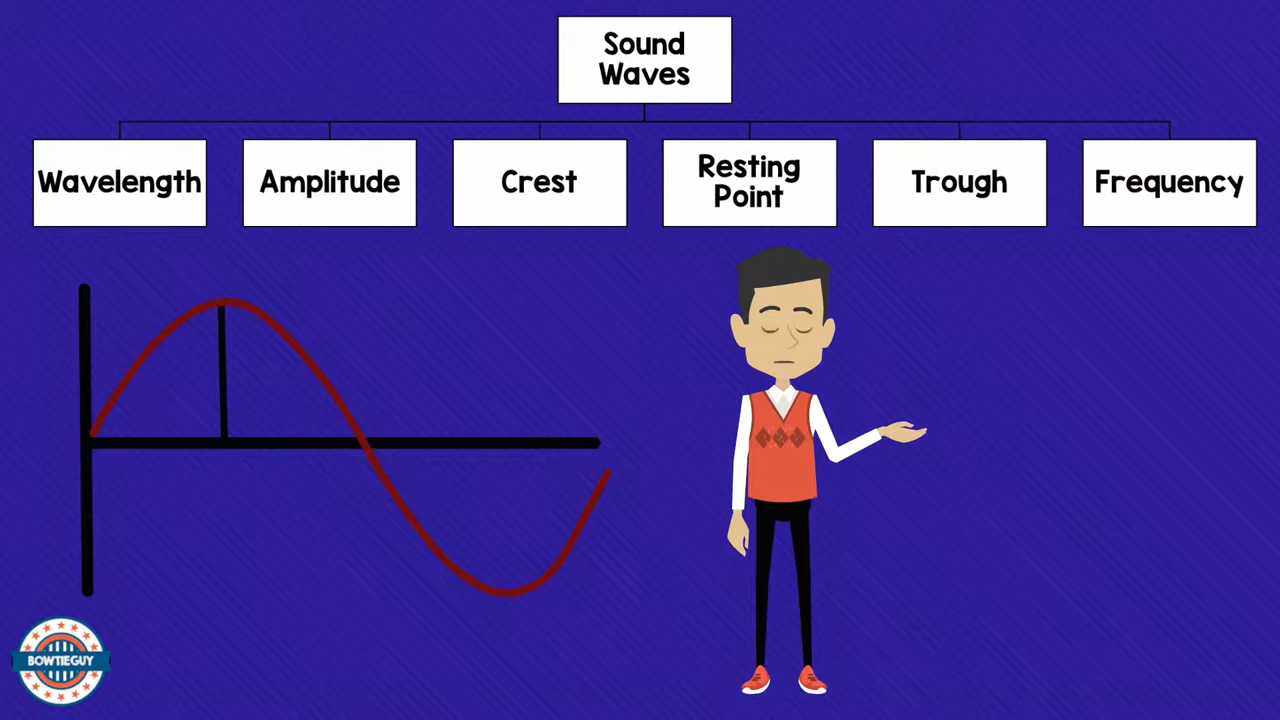 Sound
Waves
Wavelength
Amplitude
Crest
Resting
Point
Trough
Frequency
BOWTIEGUY